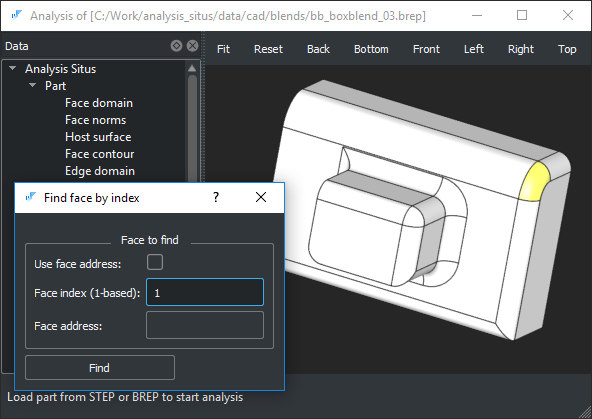 Analysis of [C:/Work/analysis_situs/data/cad/blends/bb_boxblend_03.brep]
Data
Fit Reset Back Bottom Front Left Right Top
Analysis Situs
Part
Face domain
Face norms
Host surface
Face contour
Edge domain
Find face by index ?
Face to find
Use face address:
Face index (1-based): 1
Face address:
Find
Load part from STEP or BREP to start analysis